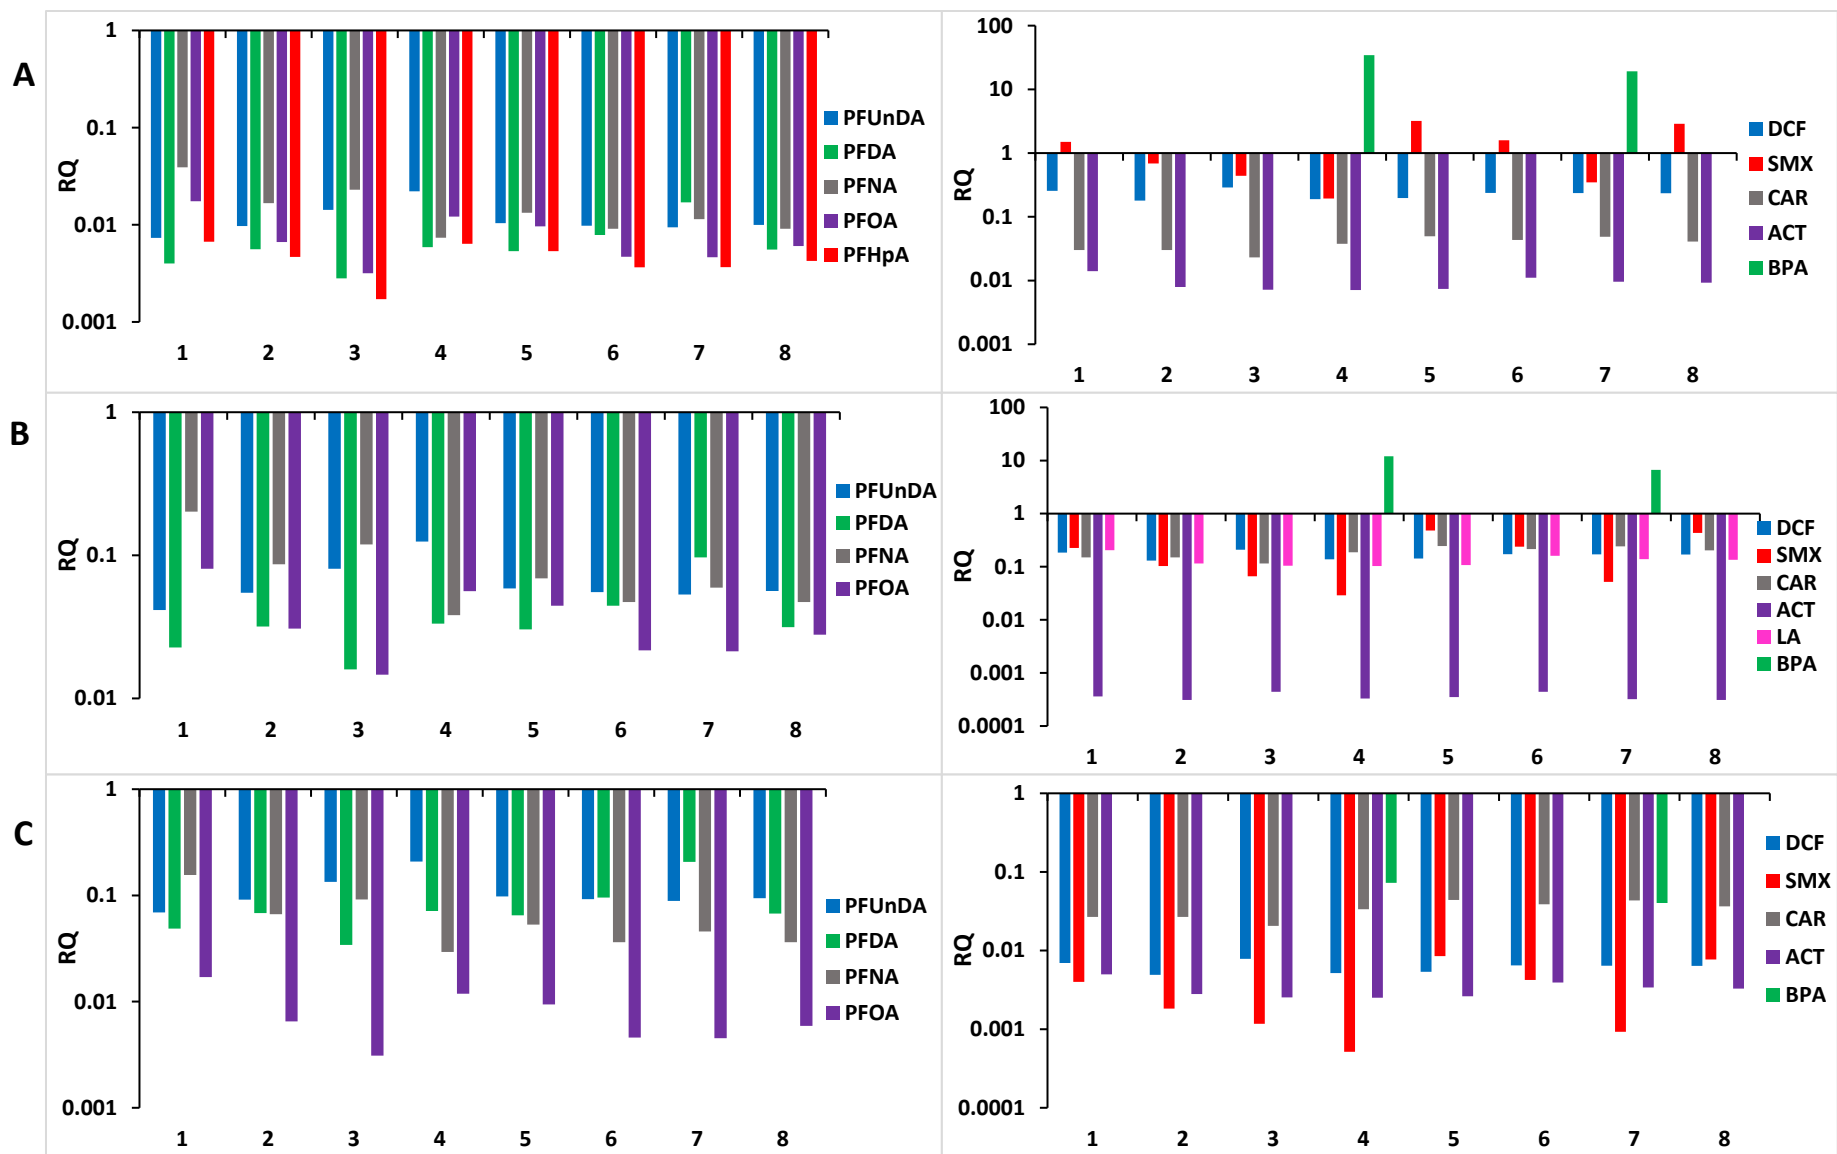 A
RQ
1
0.1
0.01
0.001
1 2 3 4 5 6 7 8
PFUnDA
PFDA
PFNA
PFOA
PFHpA
RQ
100
10
1
0.1
0.01
0.001
1 2 3 4 5 6 7 8
DCF
SMX
CAR
ACT
BPA
B
RQ
1
0.1
0.01
1 2 3 4 5 6 7 8
PFUnDA
PFDA
PFNA
PFOA
RQ
100
10
1
0.1
0.01
0.001
0.0001
1 2 3 4 5 6 7 8
DCF
SMX
CAR
ACT
LA
BPA
C
RQ
1
0.1
0.01
0.001
1 2 3 4 5 6 7 8
PFUnDA
PFDA
PFNA
PFOA
RQ
1
0.1
0.01
0.001
0.0001
1 2 3 4 5 6 7 8
DCF
SMX
CAR
ACT
BPA